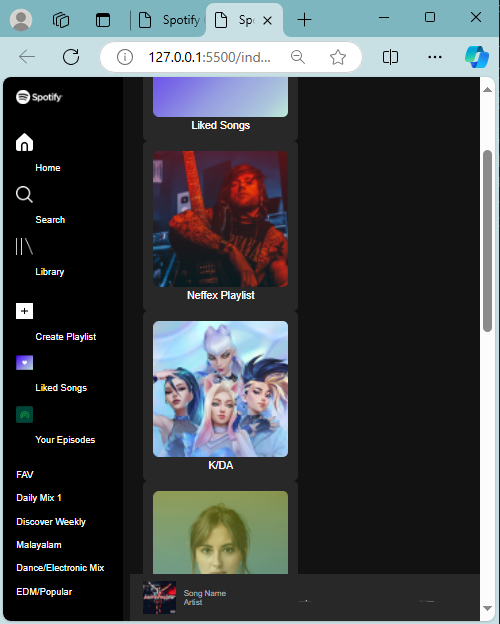 Spotify
Spo
127.0.0.1:5500/ind...
Spotify
Home
Search
Library
Create Playlist
Liked Songs
Your Episodes
FAV
Daily Mix 1
Discover Weekly
Malayalam
Dance/Electronic Mix
EDM/Popular
Liked Songs
Neffex Playlist
K/DA
Song Name
Artist